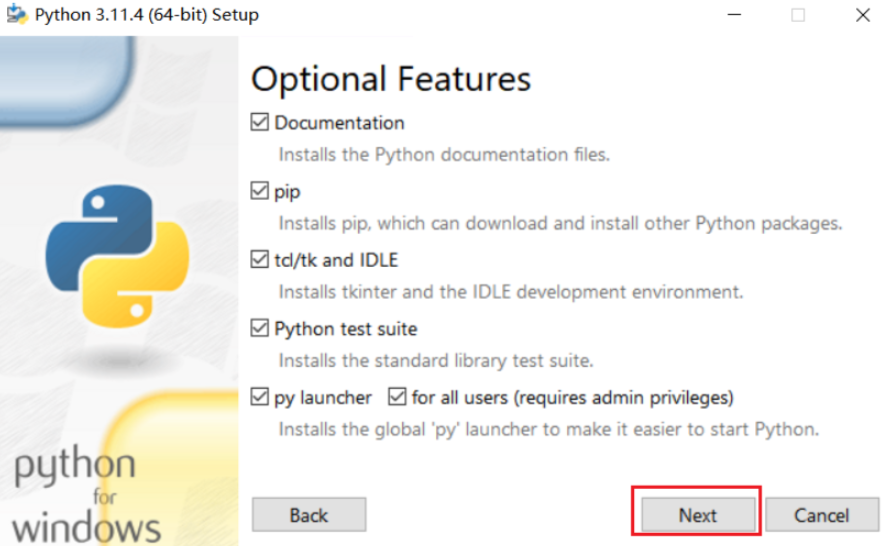 Python 3.11.4 (64-bit) Setup
Optional Features
Documentation
Installs the Python documentation files.
pip
Installs pip, which can download and install other Python packages.
tcl/tk and IDLE
Installs tkinter and the IDLE development environment.
Python test suite
Installs the standard library test suite.
py launcher for all users (requires admin privileges)
Installs the global 'py' launcher to make it easier to start Python.
python
for
windows
Back Next Cancel